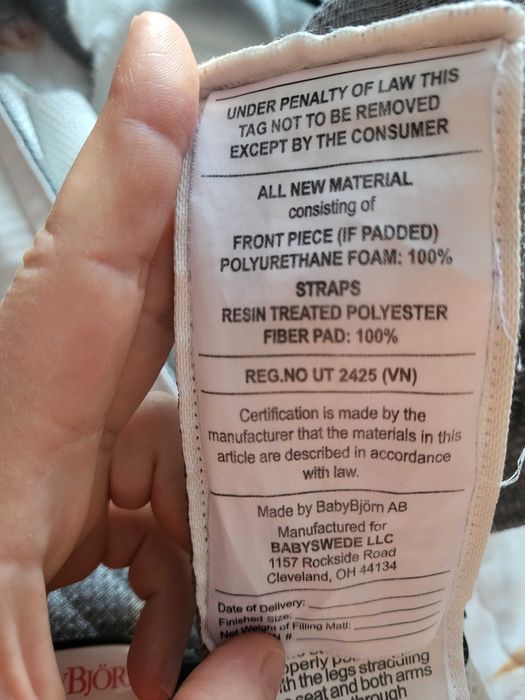 UNDER PENALTY OF LAW THIS
TAG NOT TO BE REMOVED
EXCEPT BY THE CONSUMER
ALL NEW MATERIAL
consisting of
FRONT PIECE (IF PADDED)
POLYURETHANE FOAM: 100%
STRAPS
RESIN TREATED POLYESTER
FIBER PAD: 100%
REG.NO UT 2425 (VN)
Certification is made by the
manufacturer that the materials in this
article are described in accordance
with law.
Made by BabyBjörn AB
Manufactured for
BABYSWEDE LLC
1157 Rockside Road
Cleveland, OH 44134
Date of Delivery:
Finished Size:
Net Weight of Filling Matl:
#
with the legs straddling
seat and both arms
through
BJÖR